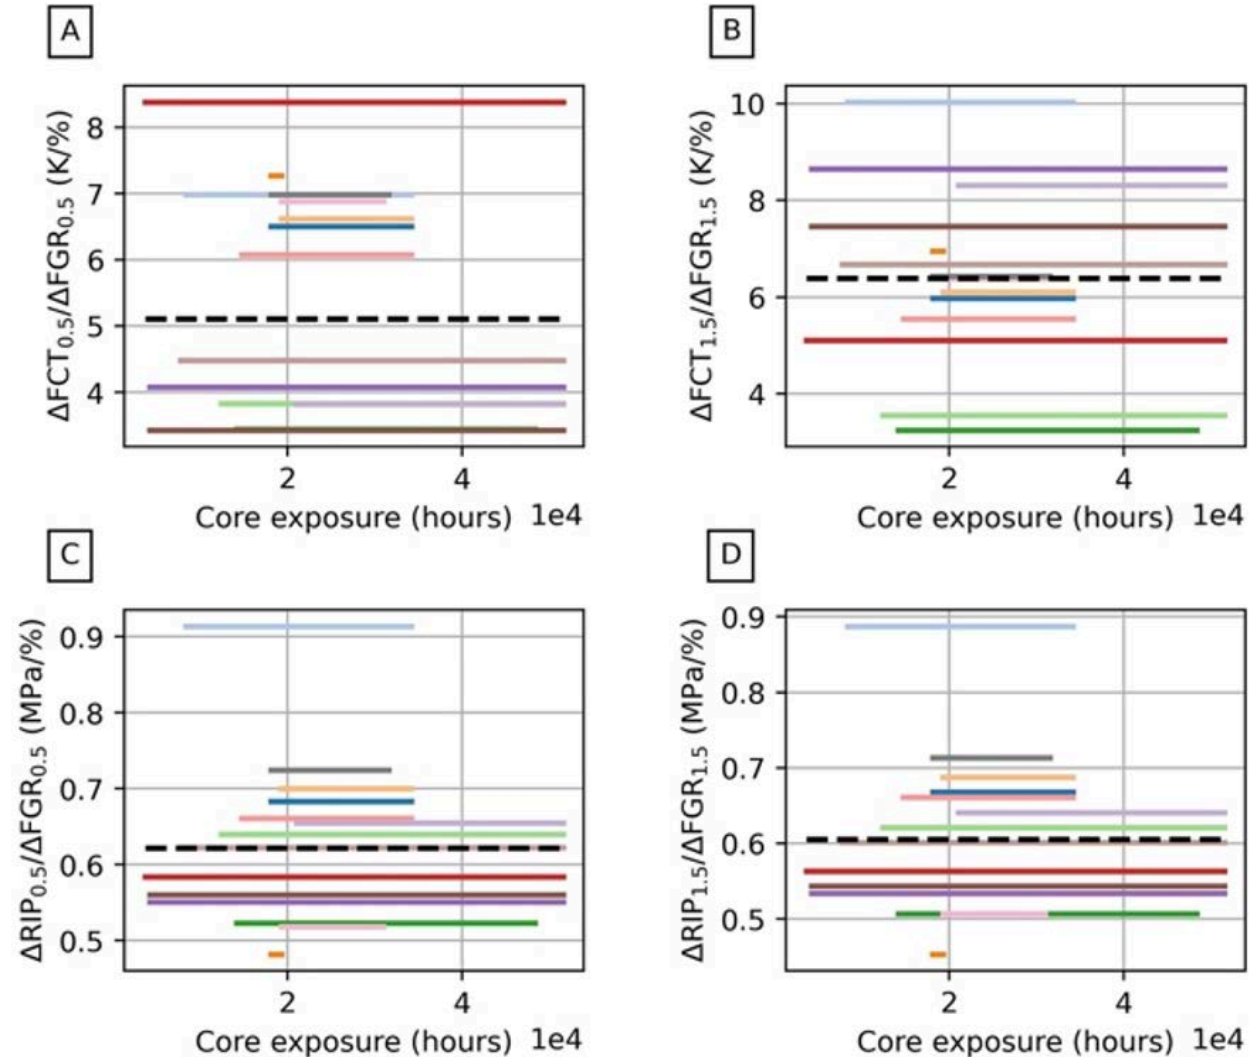 A
ΔFCT0.5/ΔFGR0.5 (K/%)
8
7
6
5
4
2 4
Core exposure (hours) 1e4
B
ΔFCT1.5/ΔFGR1.5 (K/%)
10
8
6
4
2 4
Core exposure (hours) 1e4
C
ΔRIP0.5/ΔFGR0.5 (MPa/%)
0.9
0.8
0.7
0.6
0.5
2 4
Core exposure (hours) 1e4
D
ΔRIP1.5/ΔFGR1.5 (MPa/%)
0.9
0.8
0.7
0.6
0.5
2 4
Core exposure (hours) 1e4